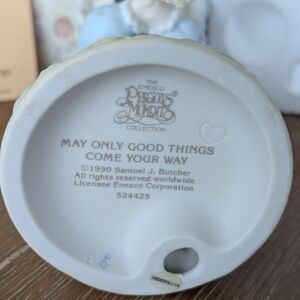 THE
ENESCO
PRECIOUS
MOMENTS
COLLECTION
MAY ONLY GOOD THINGS
COME YOUR WAY
©1990 Samuel J. Butcher
All rights reserved worldwide
Licensee Enesco Corporation
524425
INDONESIA